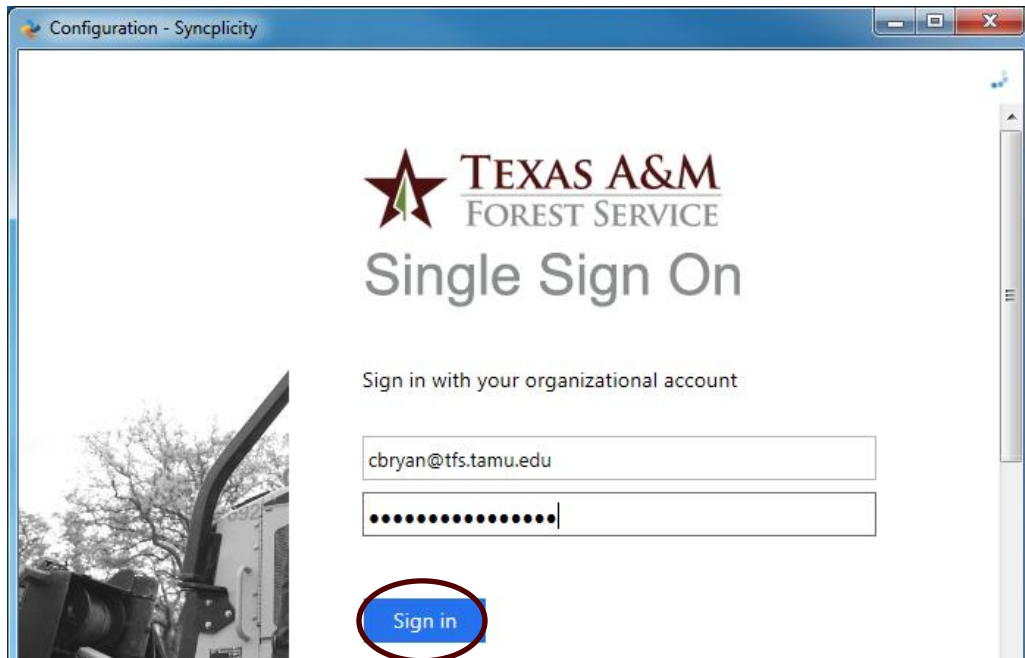 Configuration - Syncplicity
TEXAS A&M
FOREST SERVICE
Single Sign On
Sign in with your organizational account
cbryan@tfs.tamu.edu
••••••••••••••••
892
Sign in